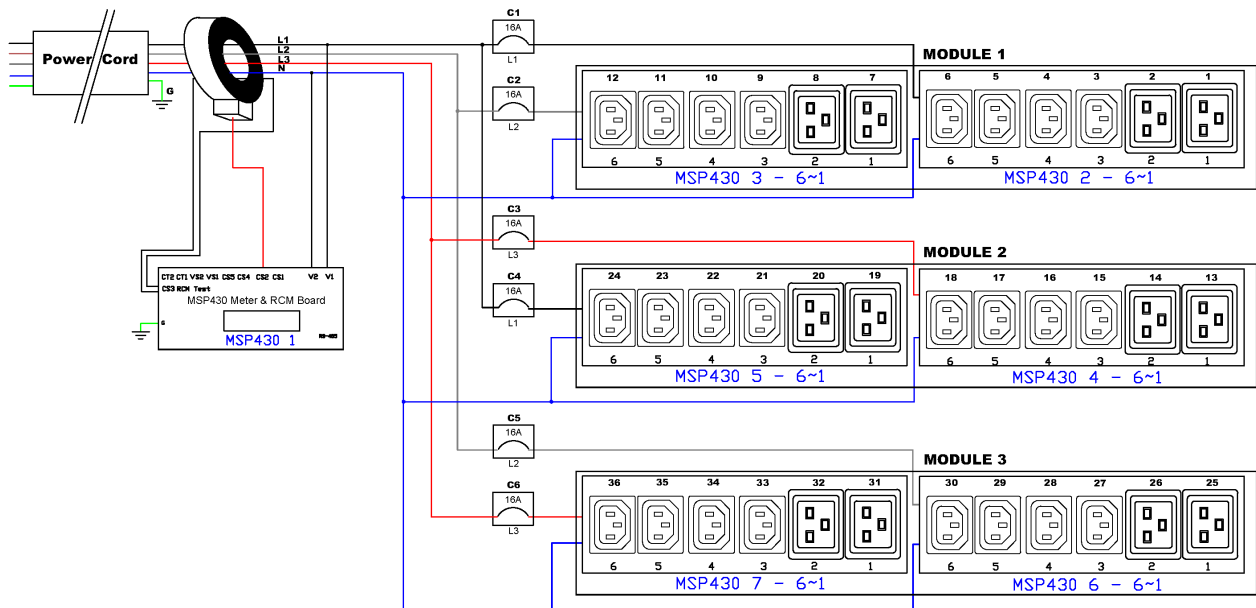 Power Cord
G
L1
L2
L3
N
CT2 CT1 VS2 VS1 CS5 CS4 CS2 CS1 V2 V1
CS3 RCM Test
MSP430 Meter & RCM Board
G
MSP430 1
RS-485
C1
16A
L1
C2
16A
L2
MODULE 1
12 11 10 9 8 7
6 5 4 3 2 1
MSP430 3 - 6~1
6 5 4 3 2 1
6 5 4 3 2 1
MSP430 2 - 6~1
C3
16A
L3
C4
16A
L1
MODULE 2
24 23 22 21 20 19
6 5 4 3 2 1
MSP430 5 - 6~1
18 17 16 15 14 13
6 5 4 3 2 1
MSP430 4 - 6~1
C5
16A
L2
C6
16A
L3
MODULE 3
36 35 34 33 32 31
6 5 4 3 2 1
MSP430 7 - 6~1
30 29 28 27 26 25
6 5 4 3 2 1
MSP430 6 - 6~1